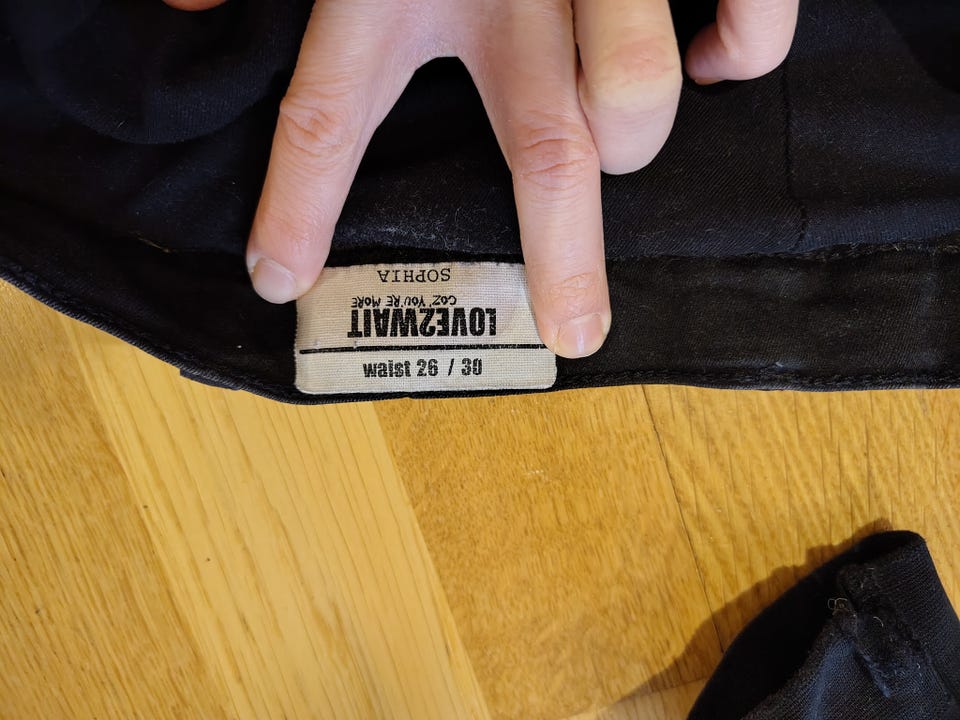 LOVE2WAIT
COZ' YOU'RE MORE
SOPHIA
waist 26 / 30